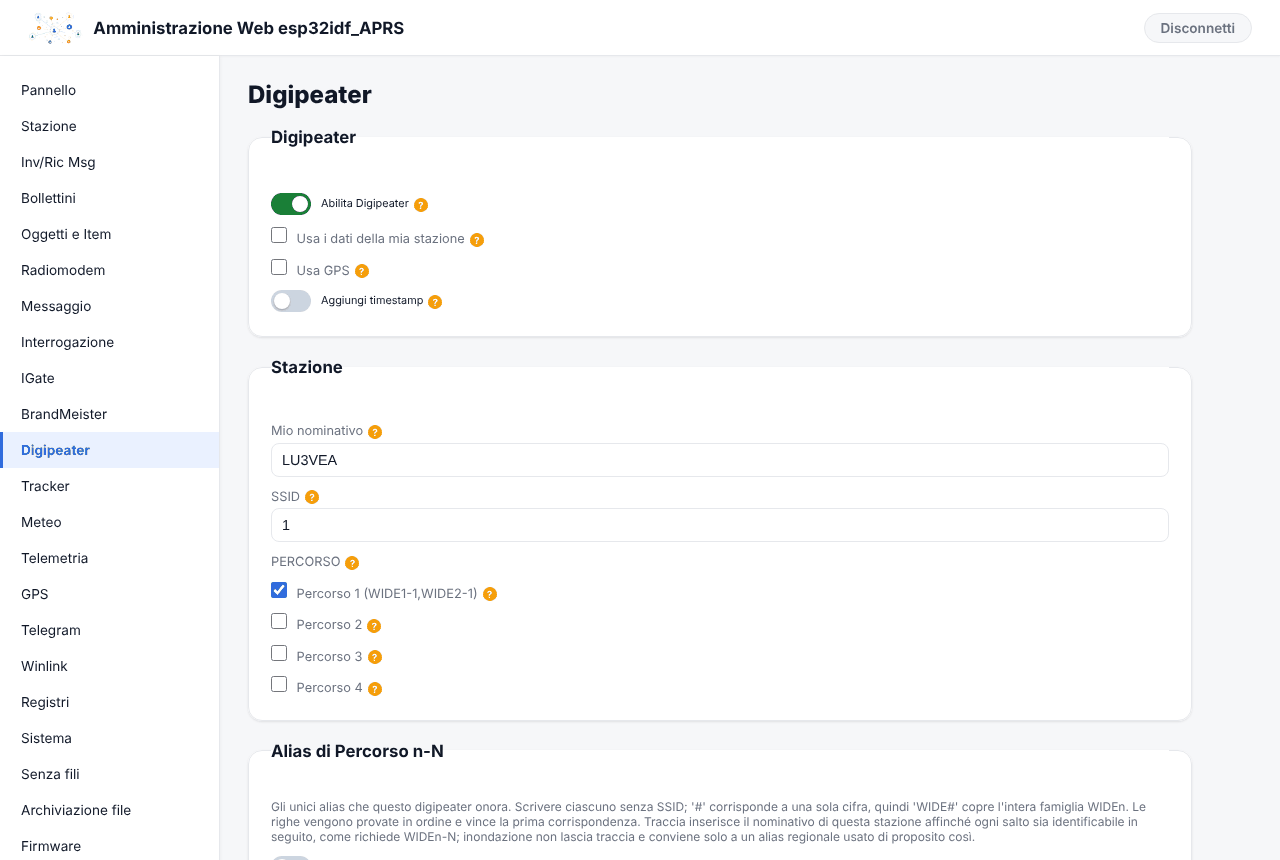 Amministrazione Web esp32idf_APRS
Disconnetti
Pannello
Stazione
Inv/Ric Msg
Bollettini
Oggetti e Item
Radiomodem
Messaggio
Interrogazione
IGate
BrandMeister
Digipeater
Tracker
Meteo
Telemetria
GPS
Telegram
Winlink
Registri
Sistema
Senza fili
Archiviazione file
Firmware
Digipeater
Digipeater
Abilita Digipeater ?
Usa i dati della mia stazione ?
Usa GPS ?
Aggiungi timestamp ?
Stazione
Mio nominativo ?
LU3VEA
SSID ?
1
PERCORSO ?
Percorso 1 (WIDE1-1,WIDE2-1) ?
Percorso 2 ?
Percorso 3 ?
Percorso 4 ?
Alias di Percorso n-N
Gli unici alias che questo digipeater onora. Scrivere ciascuno senza SSID; '#' corrisponde a una sola cifra, quindi 'WIDE#' copre l'intera famiglia WIDEn. Le
righe vengono provate in ordine e vince la prima corrispondenza. Traccia inserisce il nominativo di questa stazione affinché ogni salto sia identificabile in
seguito, come richiede WIDEn-N; inondazione non lascia traccia e conviene solo a un alias regionale usato di proposito così.